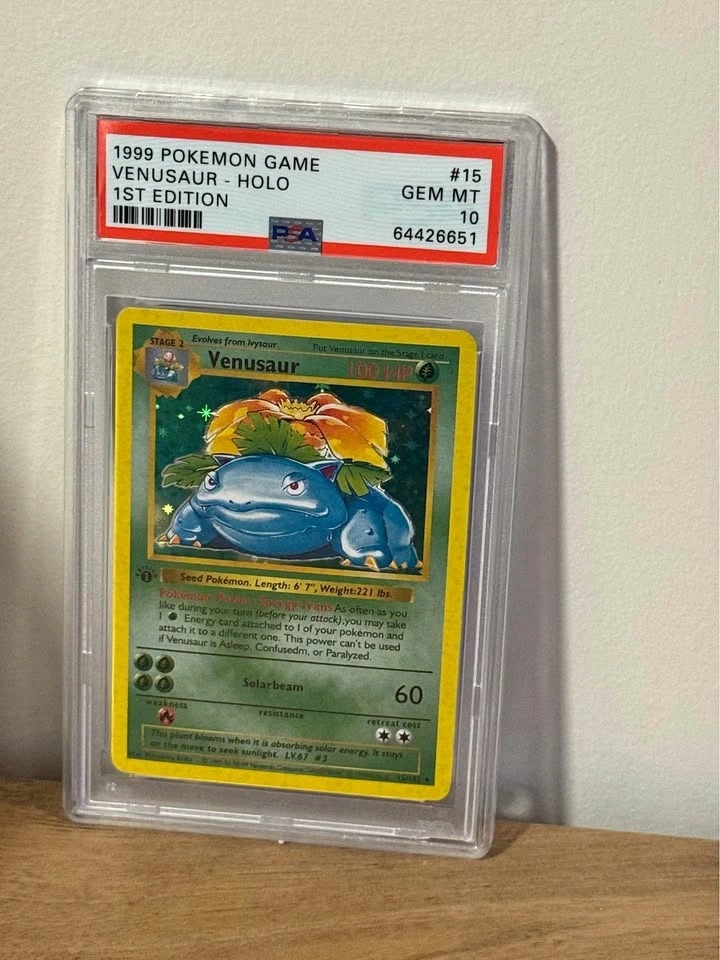 1999 POKEMON GAME #15
VENUSAUR - HOLO GEM MT
1ST EDITION 10
PSA 64426651
STAGE 2 Evolves from Ivysaur Put Venusaur on the Stage 1 card
Venusaur 100 HP
1
Seed Pokémon. Length: 6' 7", Weight:221 lbs.
Pokémon Power: Energy Trans As often as you
like during your turn (before your attack),you may take
1 Energy card attached to 1 of your pokémon and
attach it to a different one. This power can't be used
if Venusaur is Asleep, Confusedm, or Paralyzed.
Solarbeam 60
weakness resistance retreat cost
This plant blooms when it is absorbing solar energy. It stays
on the move to seek sunlight. LV.67 #3